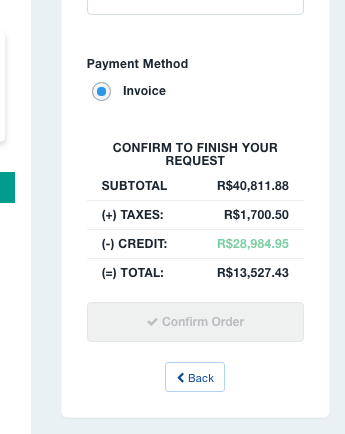 Payment Method
Invoice
CONFIRM TO FINISH YOUR
REQUEST
SUBTOTAL R$40,811.88
(+) TAXES: R$1,700.50
(-) CREDIT: R$28,984.95
(=) TOTAL: R$13,527.43
Confirm Order
Back